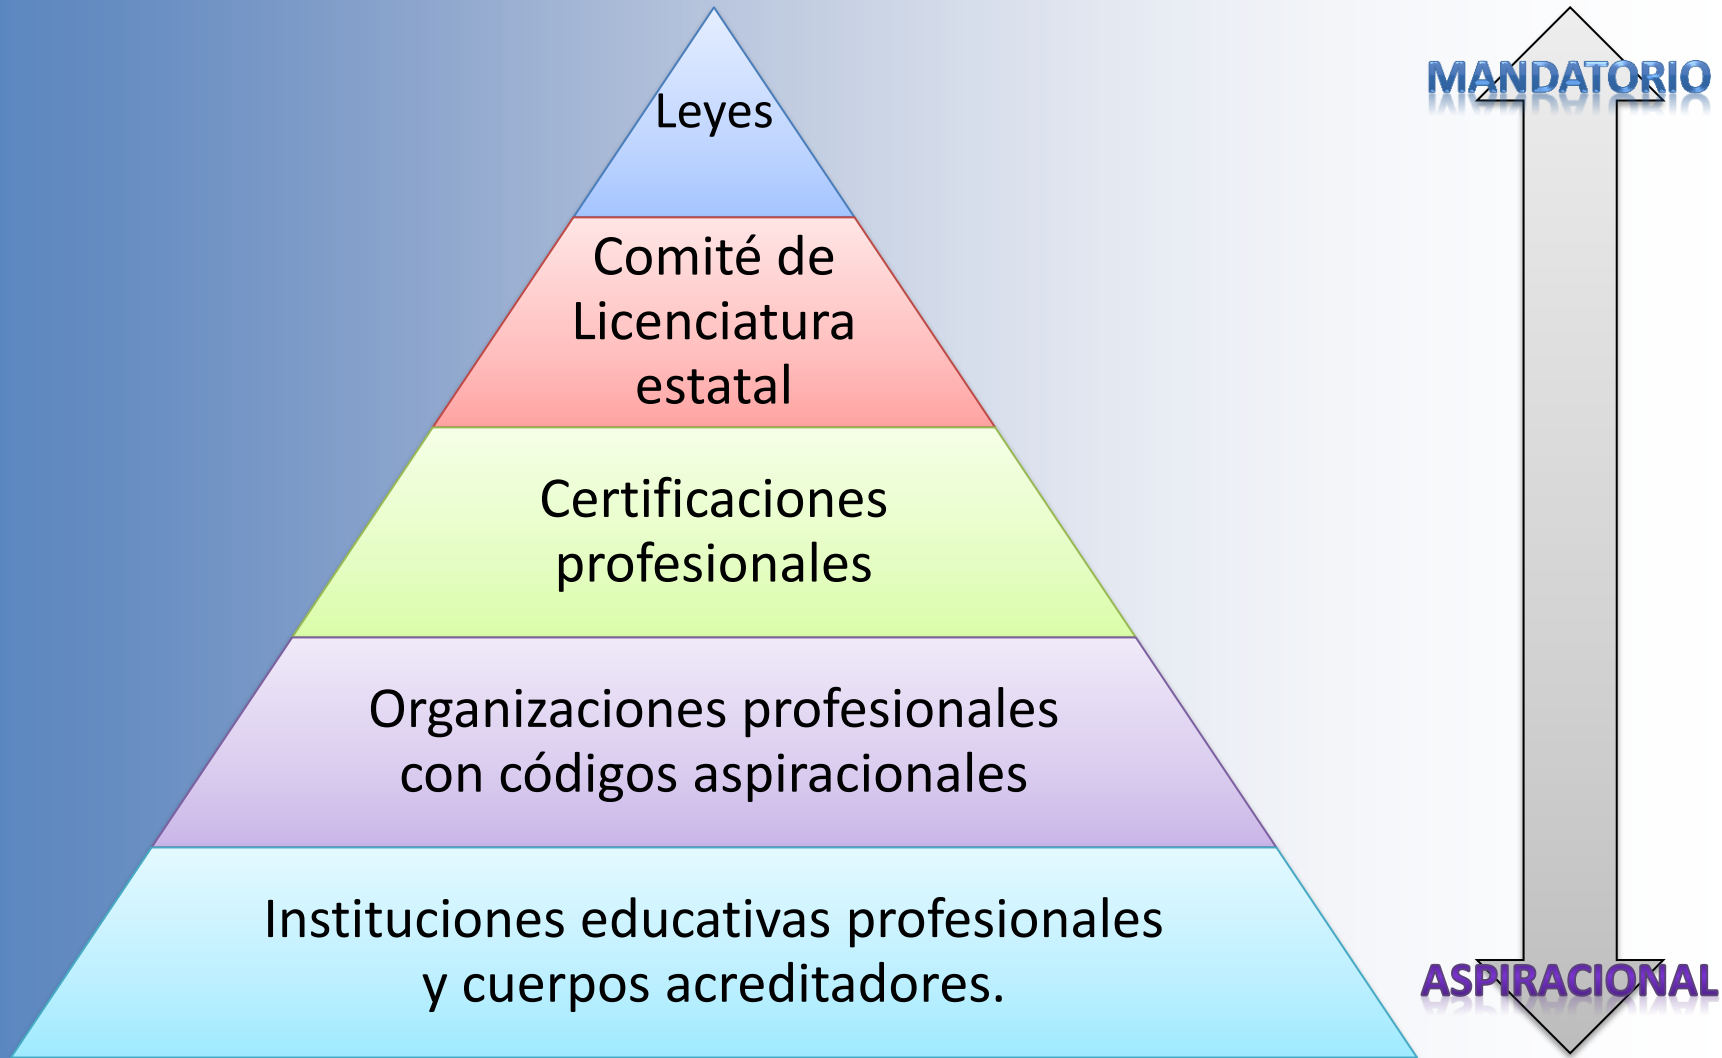 Leyes
MANDATORIO
Comité de
Licenciatura
estatal
Certificaciones
profesionales
Organizaciones profesionales
con códigos aspiracionales
Instituciones educativas profesionales
y cuerpos acreditadores.
ASPIRACIONAL